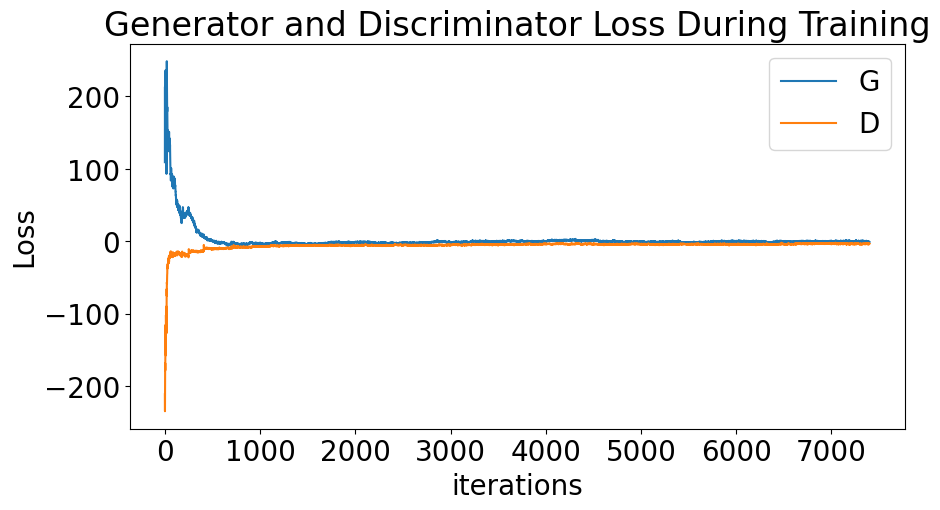 Generator and Discriminator Loss During Training
G
D
200
100
0
−100
−200
Loss
0 1000 2000 3000 4000 5000 6000 7000
iterations